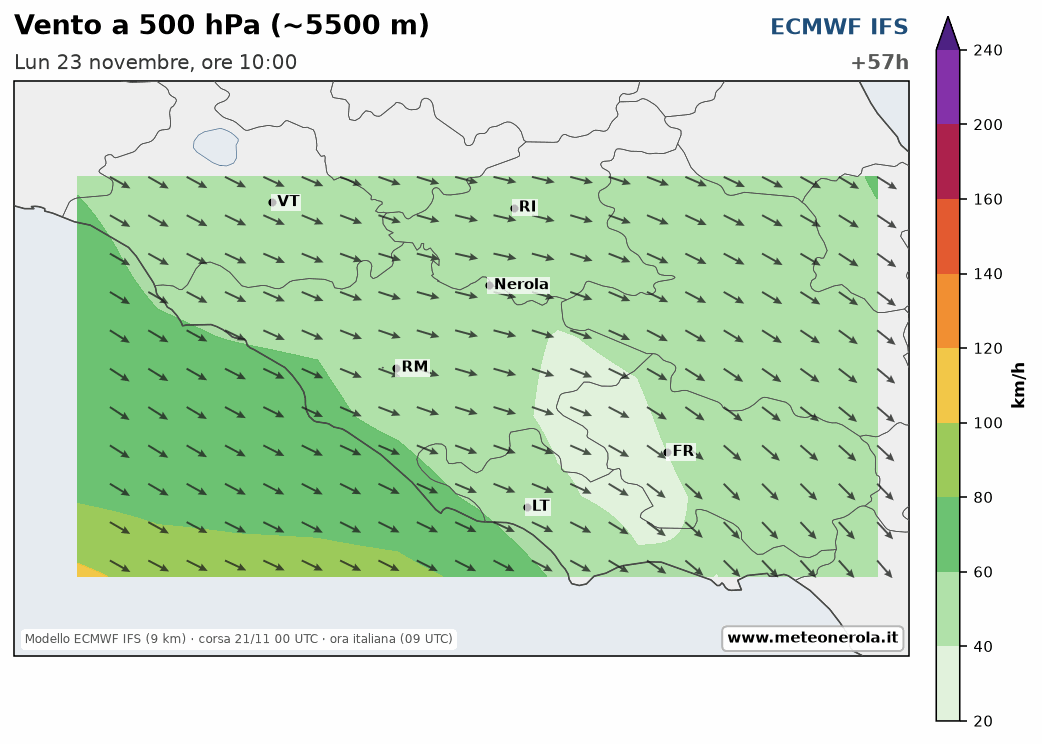 Vento a 500 hPa (~5500 m)
ECMWF IFS
Lun 23 novembre, ore 10:00
+57h
VT
RI
Nerola
RM
FR
LT
240
200
160
140
120
100
80
60
40
20
km/h
Modello ECMWF IFS (9 km) · corsa 21/11 00 UTC · ora italiana (09 UTC)
www.meteonerola.it